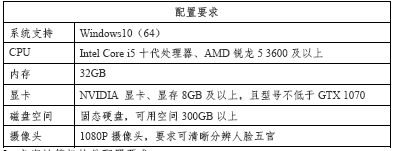 配置要求
系统支持 Windows10（64）
CPU Intel Core i5 十代处理器、AMD 锐龙 5 3600 及以上
内存 32GB
显卡 NVIDIA 显卡、显存 8GB 及以上，且型号不低于 GTX 1070
磁盘空间 固态硬盘，可用空间 300GB 以上
摄像头 1080P 摄像头，要求可清晰分辨人脸五官